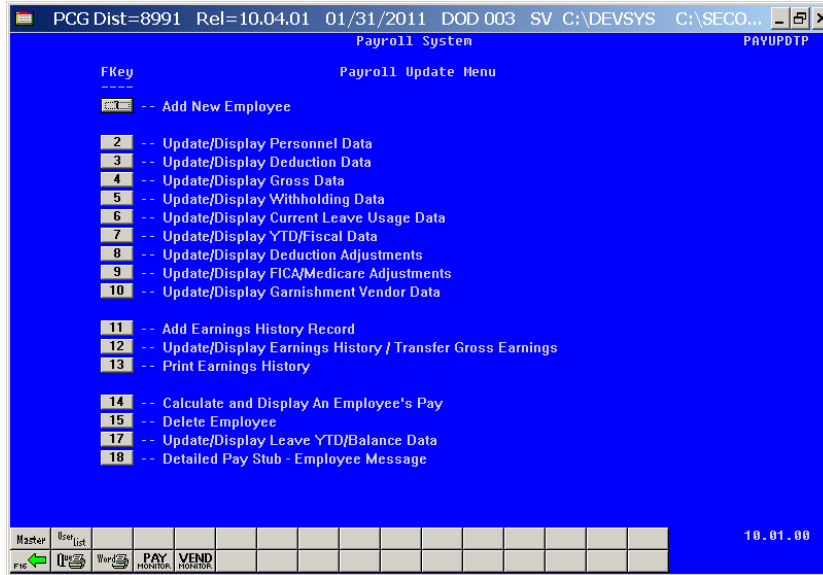 PCG Dist=8991 Rel=10.04.01 01/31/2011 DOD 003 SV C:\DEVSYS C:\SECO...
Payroll System PAYUPDTP
FKey Payroll Update Menu
----
1 -- Add New Employee
2 -- Update/Display Personnel Data
3 -- Update/Display Deduction Data
4 -- Update/Display Gross Data
5 -- Update/Display Withholding Data
6 -- Update/Display Current Leave Usage Data
7 -- Update/Display YTD/Fiscal Data
8 -- Update/Display Deduction Adjustments
9 -- Update/Display FICA/Medicare Adjustments
10 -- Update/Display Garnishment Vendor Data
11 -- Add Earnings History Record
12 -- Update/Display Earnings History / Transfer Gross Earnings
13 -- Print Earnings History
14 -- Calculate and Display An Employee's Pay
15 -- Delete Employee
17 -- Update/Display Leave YTD/Balance Data
18 -- Detailed Pay Stub - Employee Message
Master User List 10.01.00
F16 Que Word PAY MONITOR VEND MONITOR